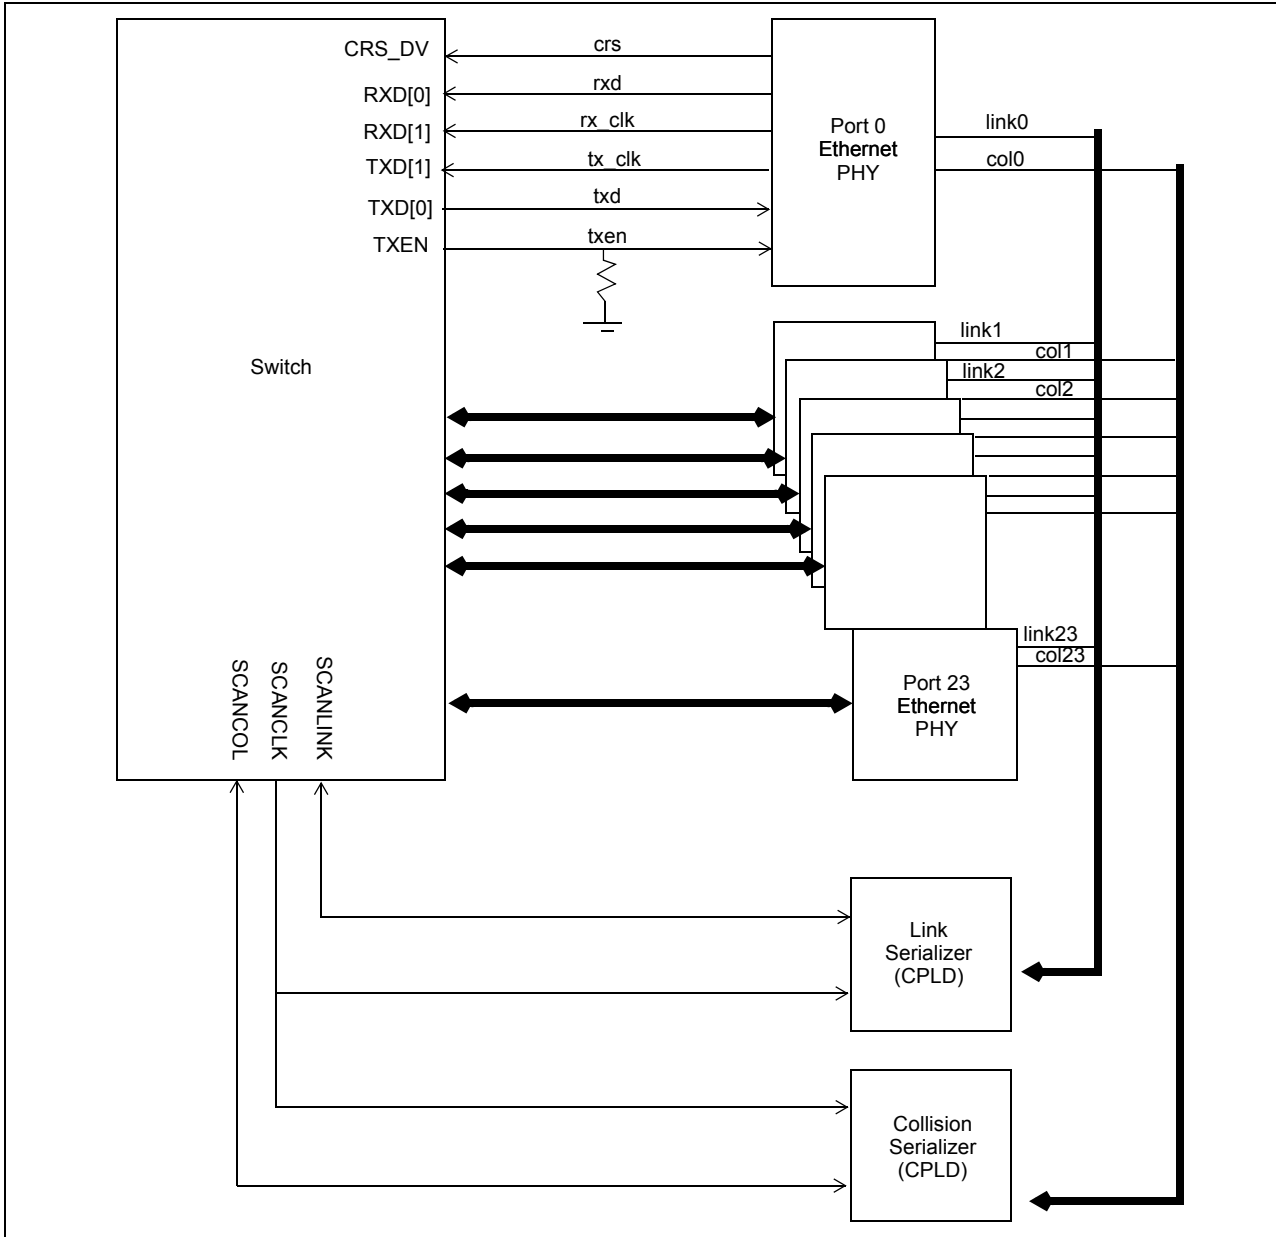 CRS_DV
crs
RXD[0]
rxd
RXD[1]
rx_clk
TXD[1]
tx_clk
TXD[0]
txd
TXEN
txen
Port 0
Ethernet
PHY
link0
col0
Switch
link1
col1
link2
col2
link23
col23
Port 23
Ethernet
PHY
SCANCOL
SCANCLK
SCANLINK
Link
Serializer
(CPLD)
Collision
Serializer
(CPLD)